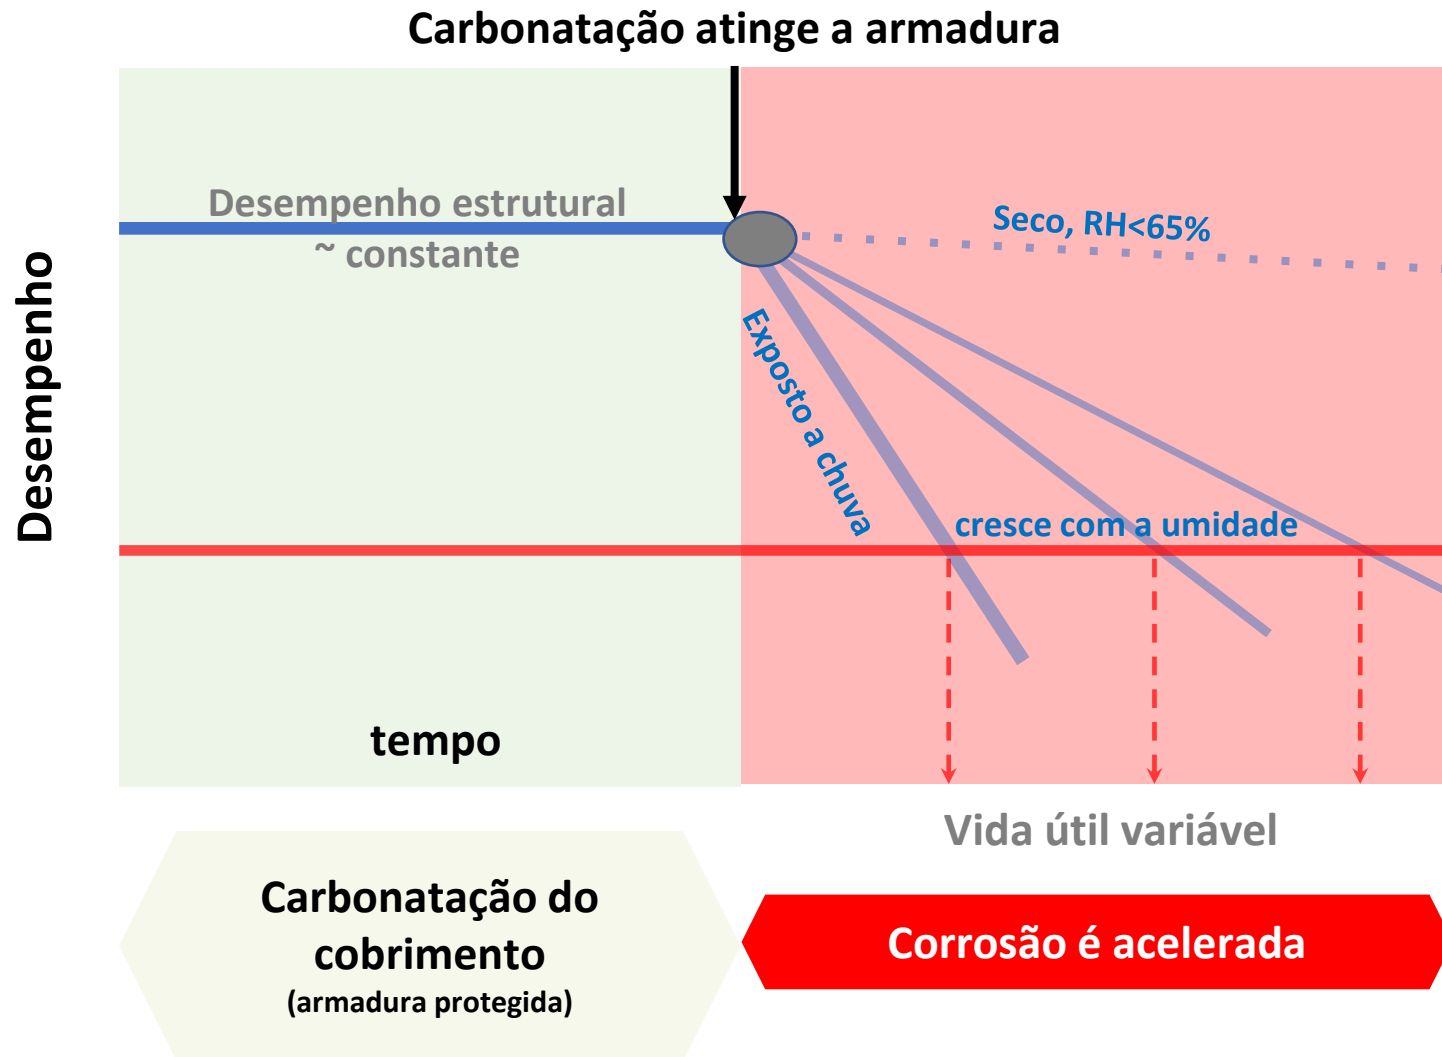 Carbonatação atinge a armadura
Desempenho estrutural
~ constante
Seco, RH<65%
Exposto a chuva
cresce com a umidade
Desempenho
tempo
Vida útil variável
Carbonatação do
cobrimento
(armadura protegida)
Corrosão é acelerada